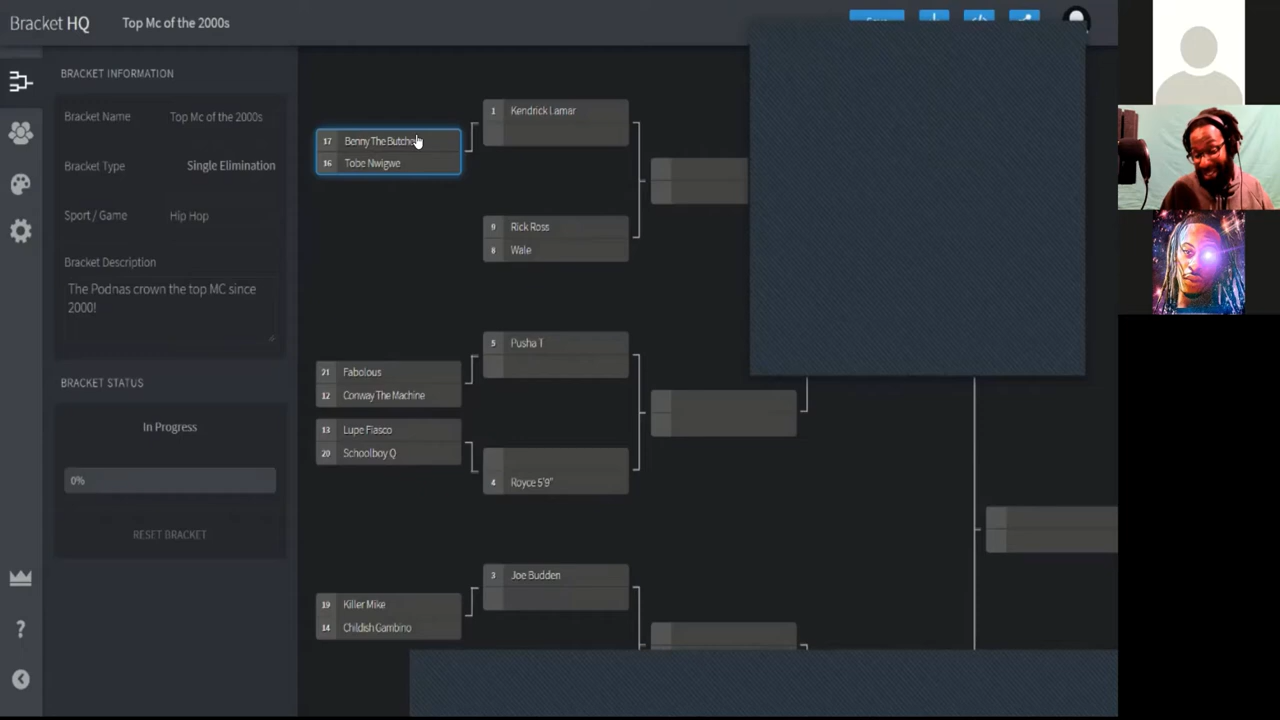 Bracket HQ
Top Mc of the 2000s
BRACKET INFORMATION
Bracket Name
Top Mc of the 2000s
Bracket Type
Single Elimination
Sport / Game
Hip Hop
Bracket Description
The Podnas crown the top MC since
2000!
BRACKET STATUS
In Progress
0%
RESET BRACKET
?
17 Benny The Butcher
16 Tobe Nwigwe
1 Kendrick Lamar
9 Rick Ross
8 Wale
21 Fabolous
12 Conway The Machine
13 Lupe Fiasco
20 Schoolboy Q
5 Pusha T
4 Royce 5'9"
19 Killer Mike
14 Childish Gambino
3 Joe Budden